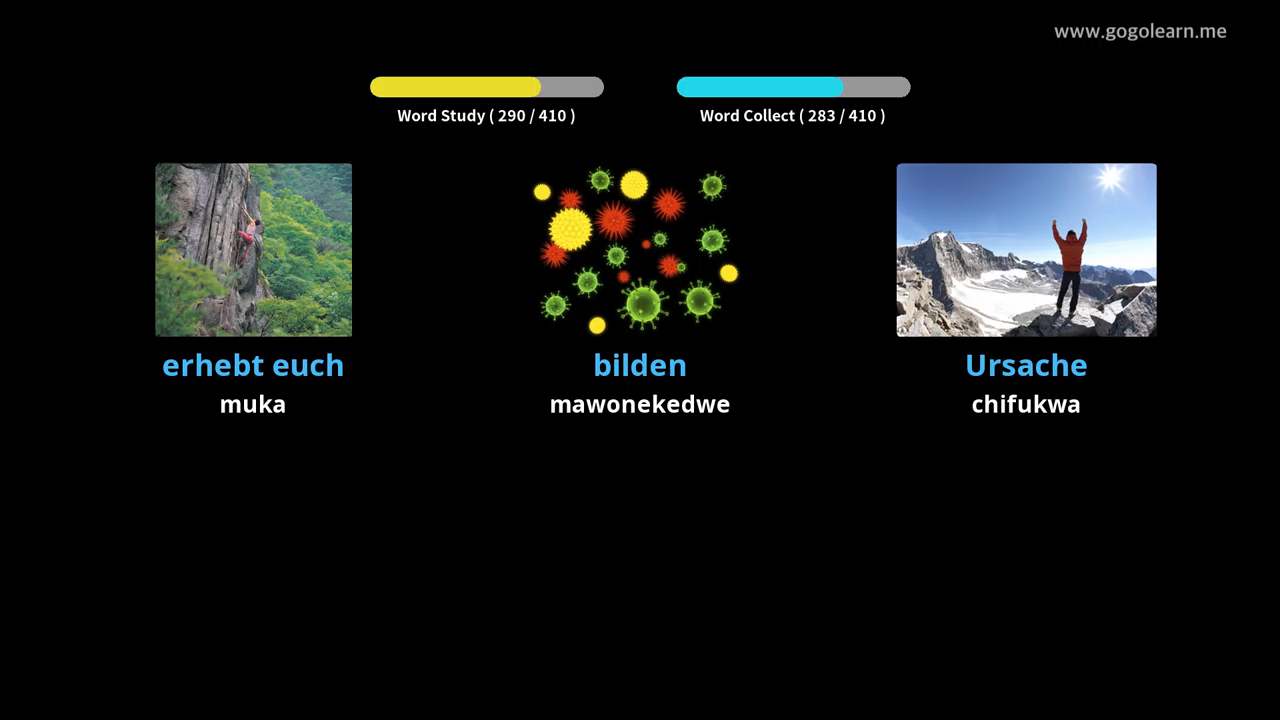 www.gogolearn.me
Word Study ( 290 / 410 )
Word Collect ( 283 / 410 )
erhebt euch
muka
bilden
mawonekedwe
Ursache
chifukwa